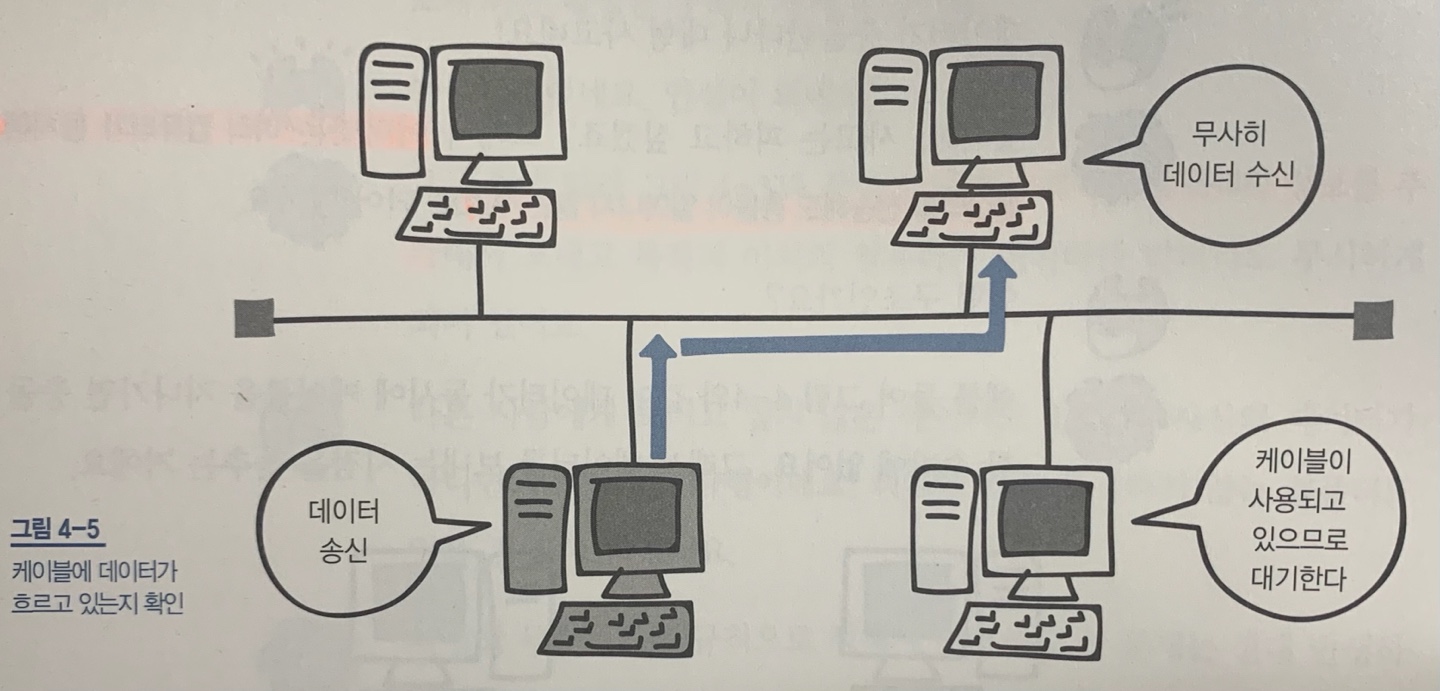 무사히
데이터 수신
데이터
송신
케이블이
사용되고
있으므로
대기한다
그림 4-5
케이블에 데이터가
흐르고 있는지 확인